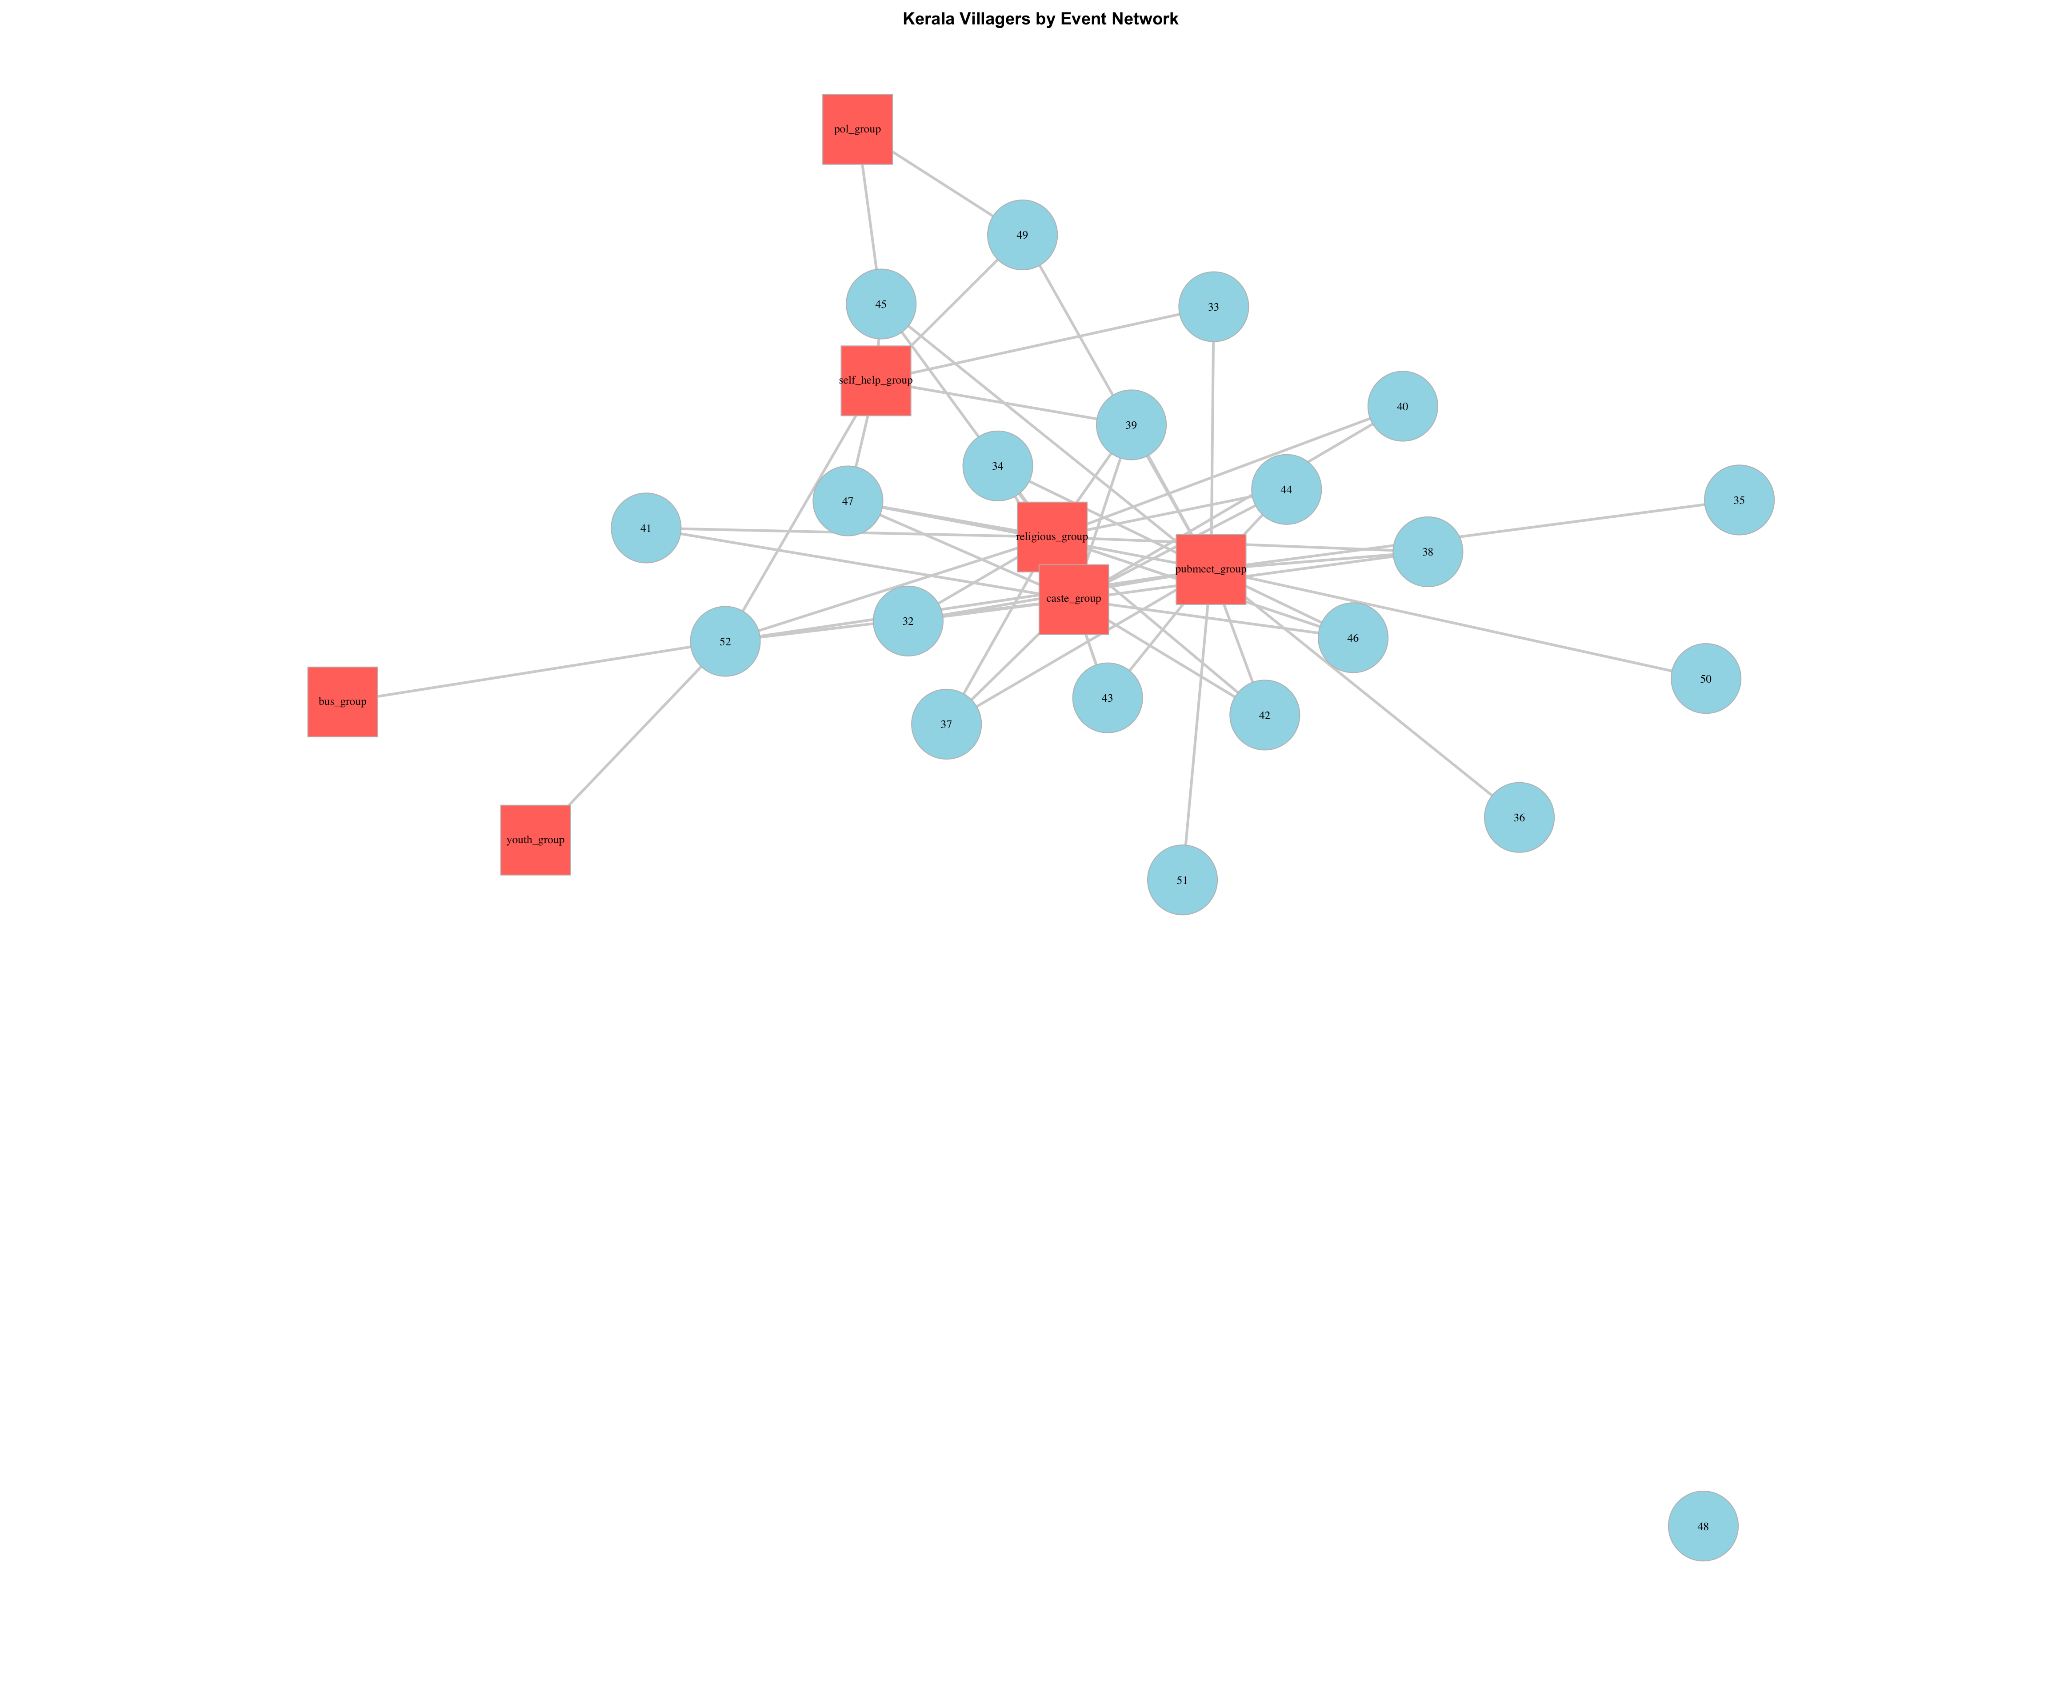 Kerala Villagers by Event Network
pol_group
49
45
33
self_help_group
40
39
34
44
47
35
41
religious_group
38
pubmeet_group
caste_group
32
46
52
50
bus_group
43
42
37
36
youth_group
51
48